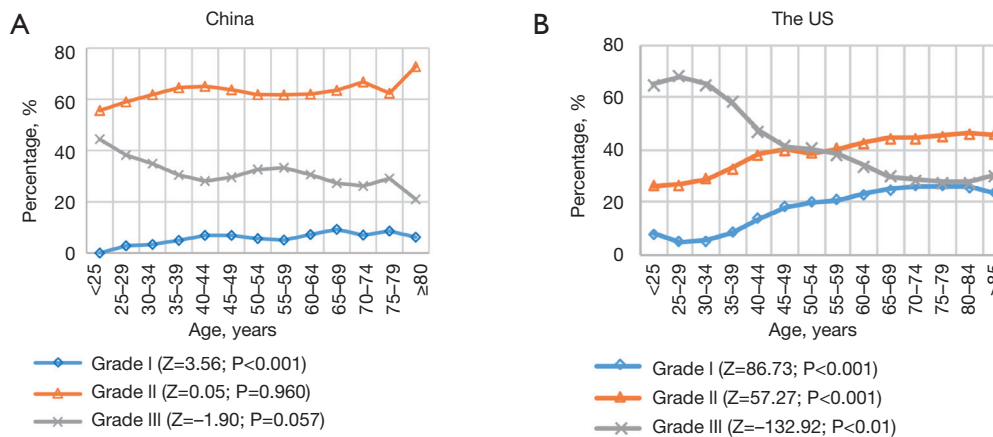 A
China
80
60
40
20
0
Percentage, %
<25
25–29
30–34
35–39
40–44
45–49
50–54
55–59
60–64
65–69
70–74
75–79
≥80
Age, years
Grade I (Z=3.56; P<0.001)
Grade II (Z=0.05; P=0.960)
Grade III (Z=–1.90; P=0.057)
B
The US
80
60
40
20
0
Percentage, %
<25
25–29
30–34
35–39
40–44
45–49
50–54
55–59
60–64
65–69
70–74
75–79
80–84
≥85
Age, years
Grade I (Z=86.73; P<0.001)
Grade II (Z=57.27; P<0.001)
Grade III (Z=–132.92; P<0.01)